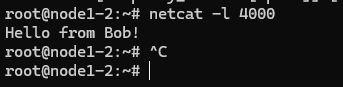 root@node1-2:~# netcat -l 4000
Hello from Bob!
root@node1-2:~# ^C
root@node1-2:~#